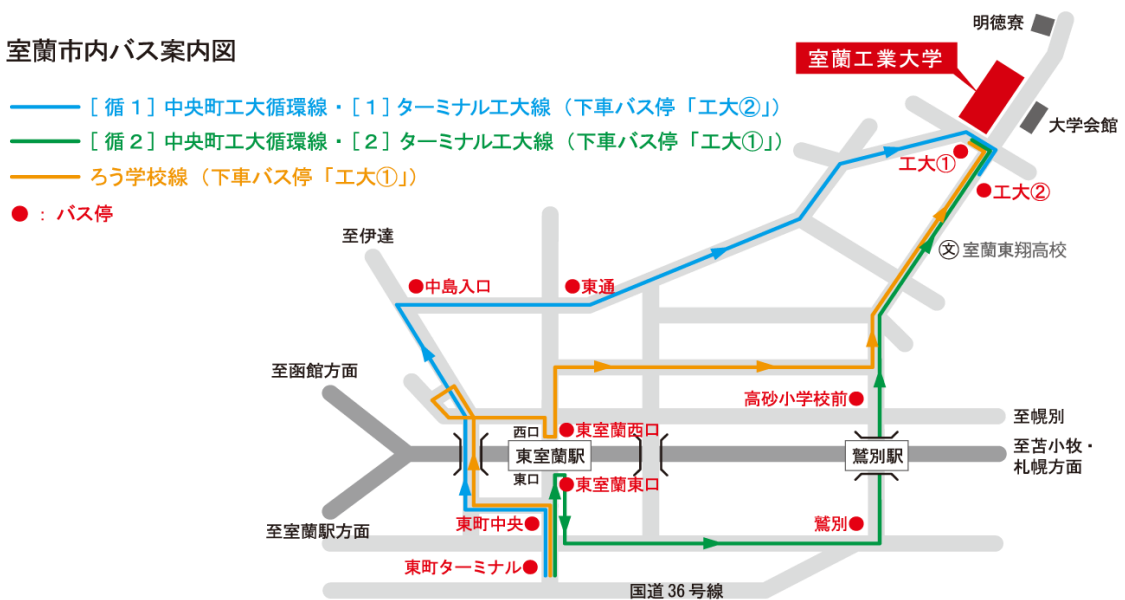 室蘭市内バス案内図
[循1]中央町工大循環線・[1]ターミナル工大線（下車バス停「工大②」）
[循2]中央町工大循環線・[2]ターミナル工大線（下車バス停「工大①」）
ろう学校線（下車バス停「工大①」）
●：バス停
明徳寮
室蘭工業大学
大学会館
工大①
工大②
文 室蘭東翔高校
至伊達
中島入口
東通
至函館方面
高砂小学校前
至幌別
西口
東室蘭西口
東室蘭駅
鷲別駅
至苫小牧・
札幌方面
東口
東室蘭東口
至室蘭駅方面
東町中央
鷲別
東町ターミナル
国道36号線